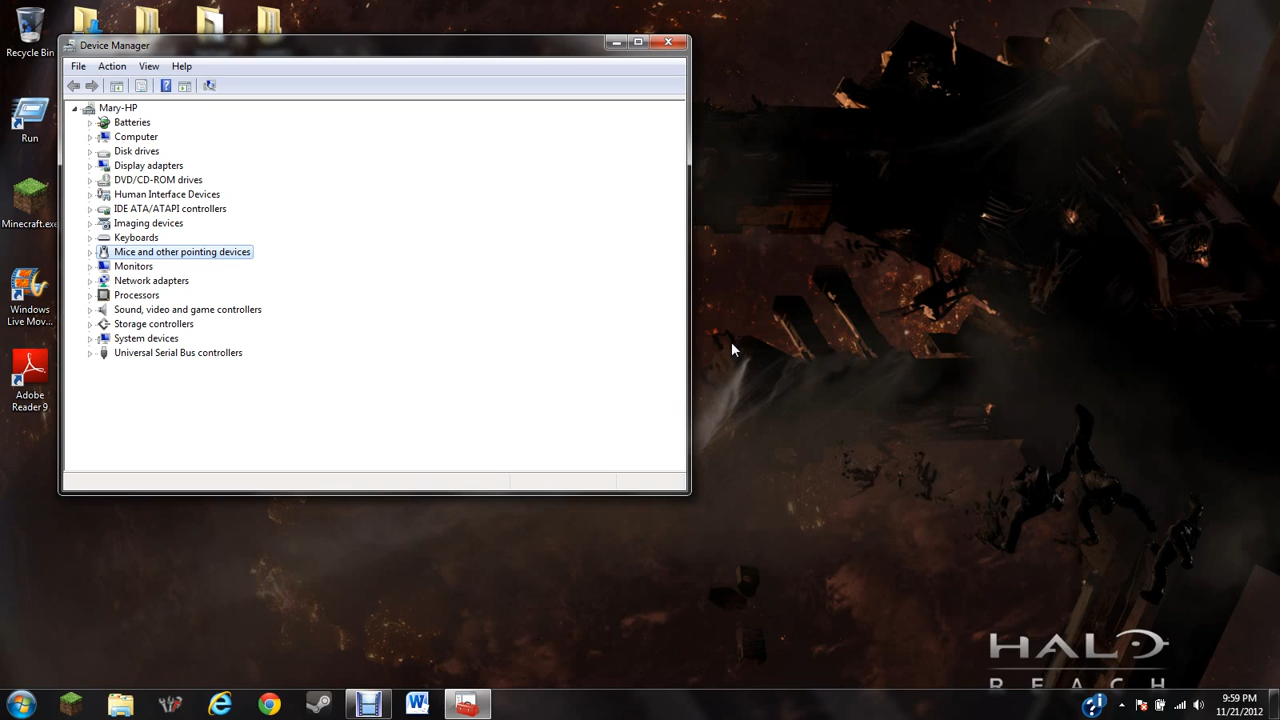 Recycle Bin
Run
Minecraft.exe
Windows
Live Mov...
Adobe
Reader 9
Device Manager
File Action View Help
Mary-HP
Batteries
Computer
Disk drives
Display adapters
DVD/CD-ROM drives
Human Interface Devices
IDE ATA/ATAPI controllers
Imaging devices
Keyboards
Mice and other pointing devices
Monitors
Network adapters
Processors
Sound, video and game controllers
Storage controllers
System devices
Universal Serial Bus controllers
HALO
REACH
9:59 PM
11/21/2012